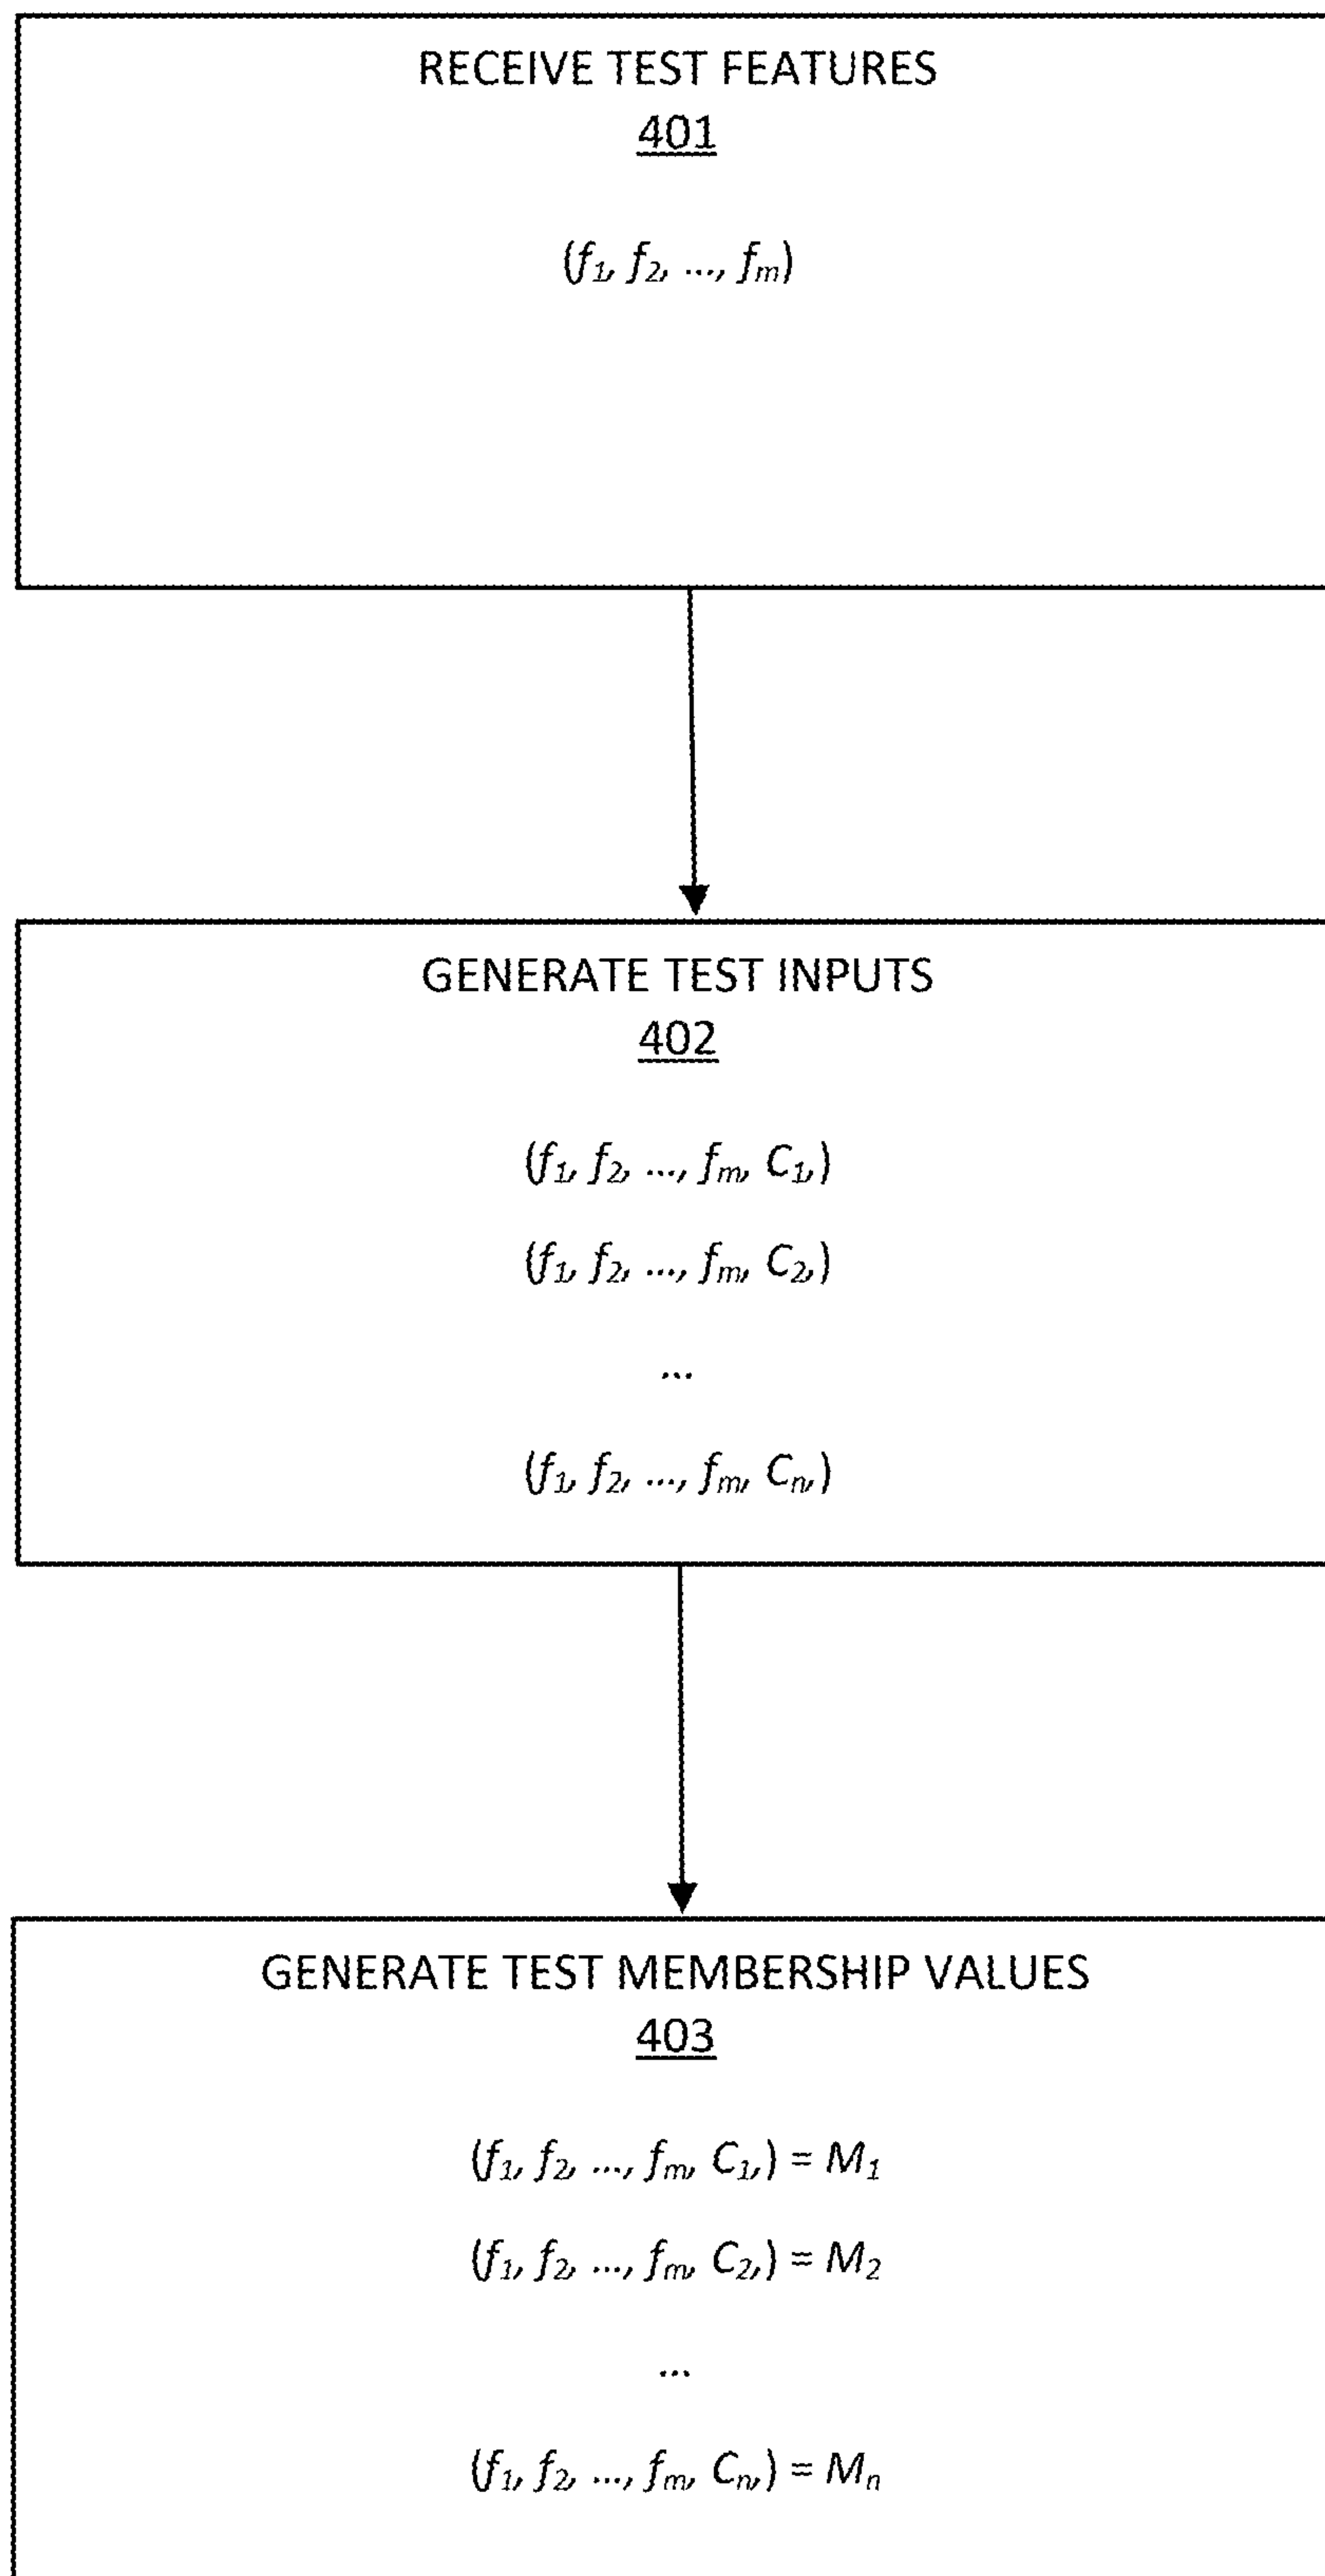 RECEIVE TEST FEATURES
401
(f1, f2, ..., fm)
GENERATE TEST INPUTS
402
(f1, f2, ..., fm, C1,)
(f1, f2, ..., fm, C2,)
...
(f1, f2, ..., fm, Cn,)
GENERATE TEST MEMBERSHIP VALUES
403
(f1, f2, ..., fm, C1,) = M1
(f1, f2, ..., fm, C2,) = M2
...
(f1, f2, ..., fm, Cn,) = Mn